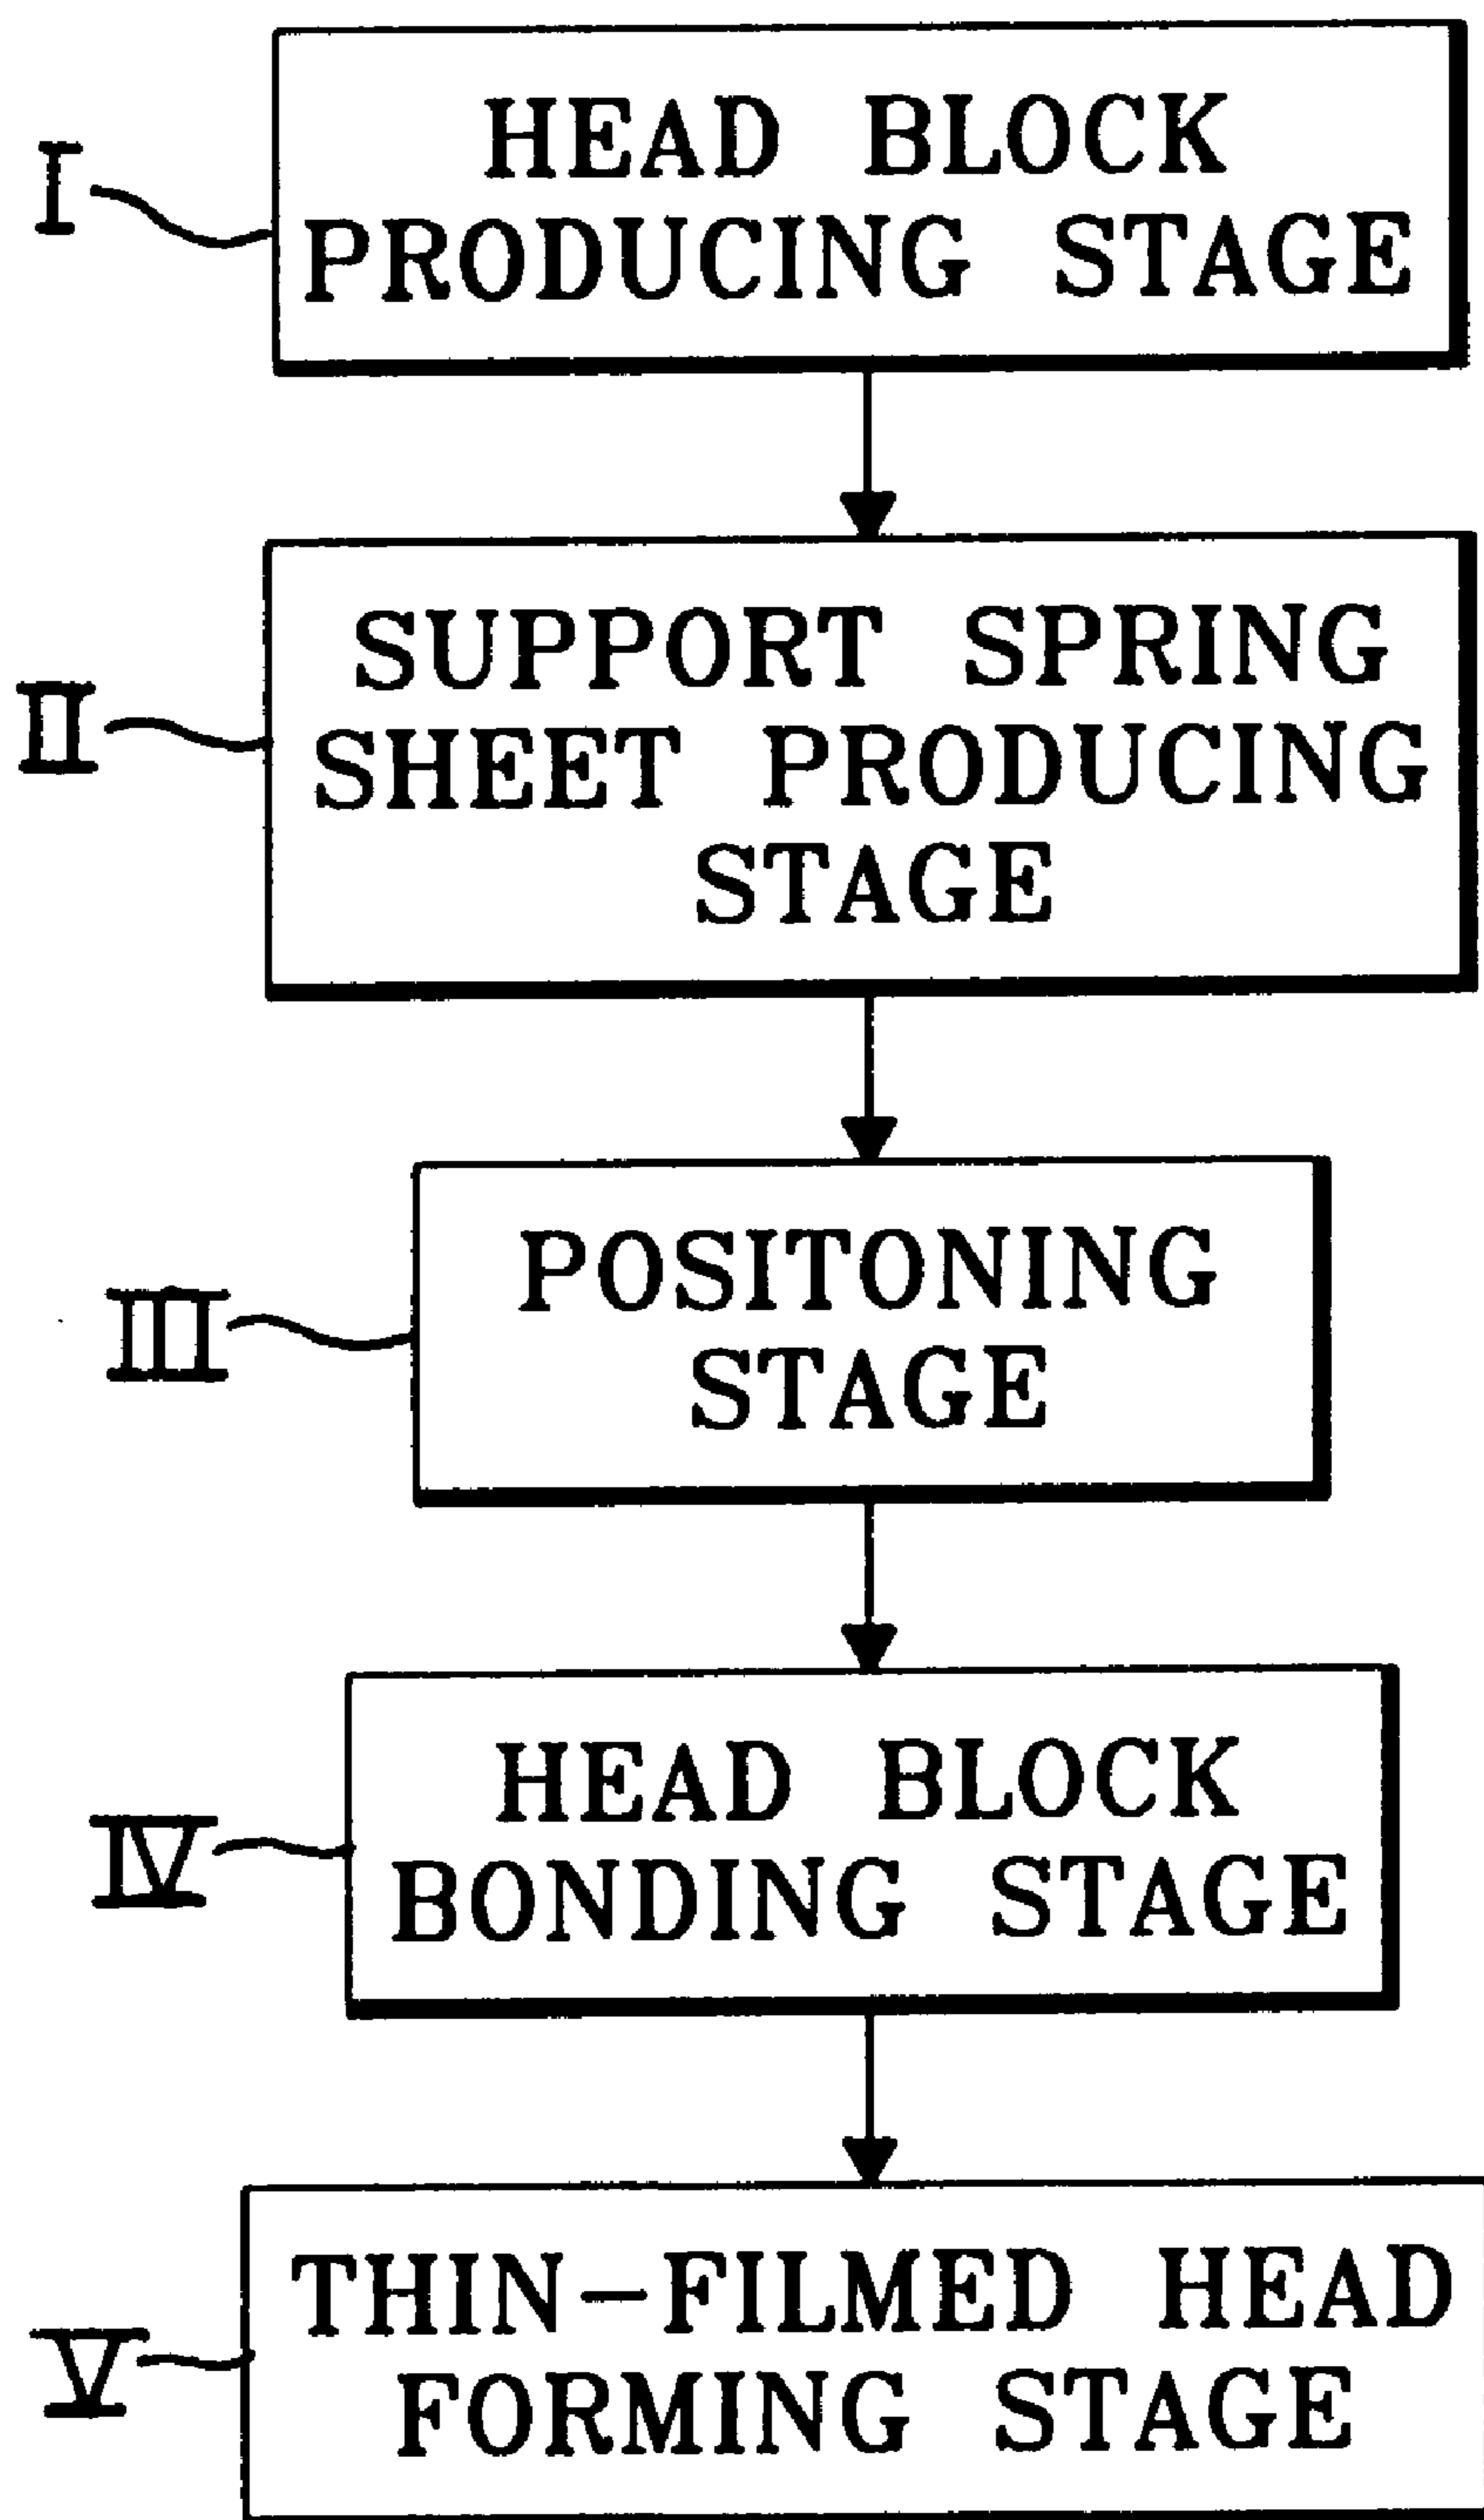 I
HEAD BLOCK
PRODUCING STAGE
II
SUPPORT SPRING
SHEET PRODUCING
STAGE
III
POSITONING
STAGE
IV
HEAD BLOCK
BONDING STAGE
V
THIN-FILMED HEAD
FORMING STAGE